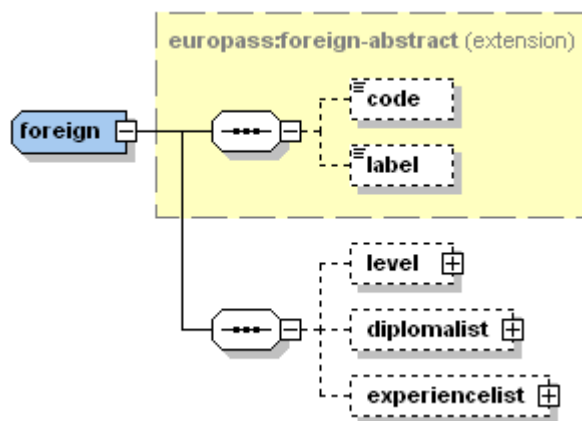 europass:foreign-abstract (extension)
code
foreign
label
level
diplomalist
experiencelist